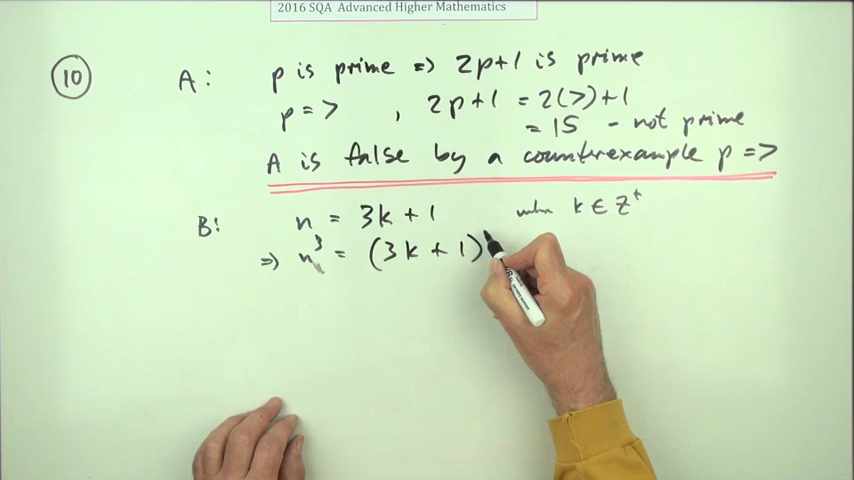 2016 SQA Advanced Higher Mathematics
10
A: p is prime ⇒ 2p+1 is prime
p = 7 , 2p+1 = 2(7)+1
= 15 - not prime
A is false by a counterexample p = 7
B: n = 3k + 1 when k ∈ Z⁺
⇒ n³ = (3k + 1)